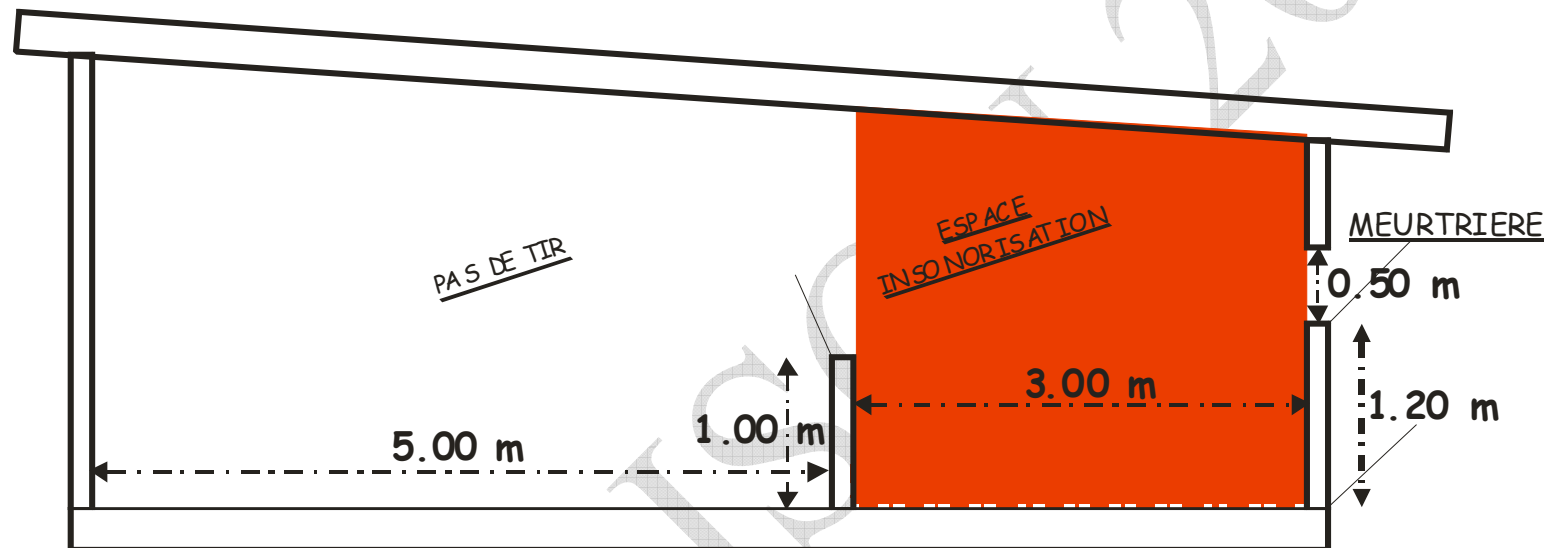 PAS DE TIR
ESPACE
INSONORISATION
MEURTRIERE
0.50 m
3.00 m
1.20 m
1.00 m
5.00 m